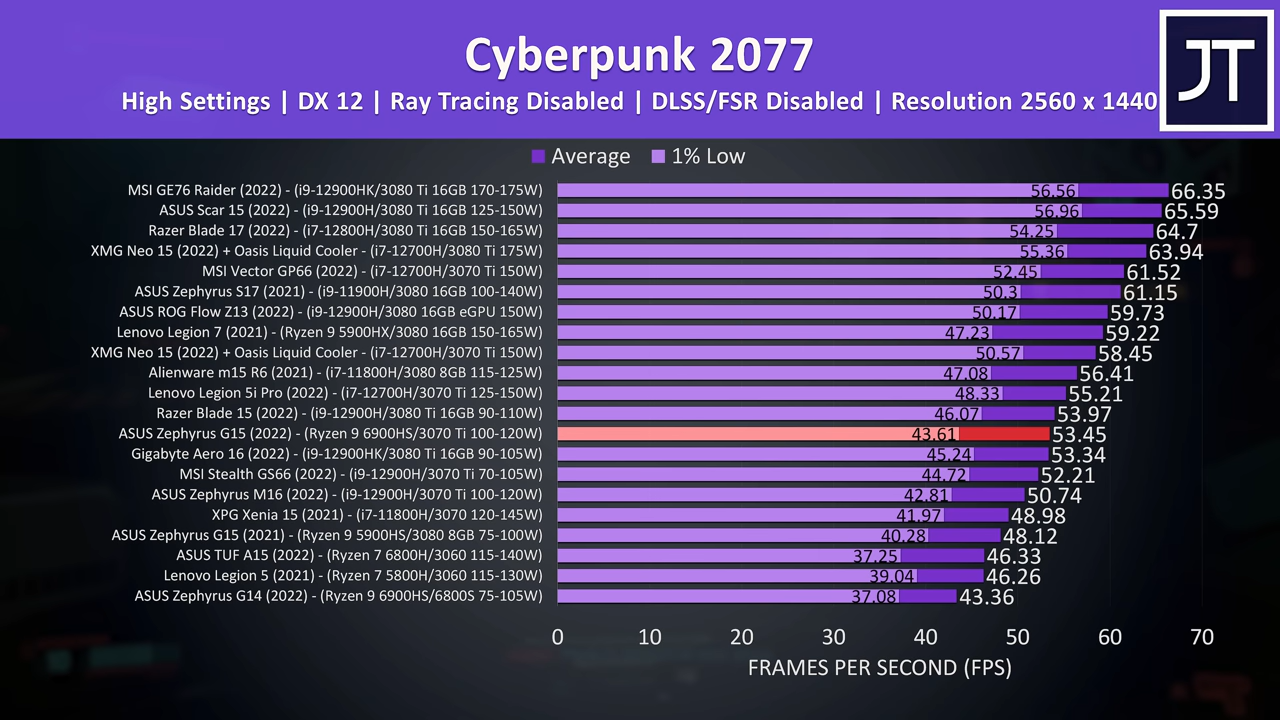 Cyberpunk 2077
JT
High Settings | DX 12 | Ray Tracing Disabled | DLSS/FSR Disabled | Resolution 2560 x 1440
Average 1% Low
MSI GE76 Raider (2022) - (i9-12900HK/3080 Ti 16GB 170-175W) 56.56 66.35
ASUS Scar 15 (2022) - (i9-12900H/3080 Ti 16GB 125-150W) 56.96 65.59
Razer Blade 17 (2022) - (i7-12800H/3080 Ti 16GB 150-165W) 54.25 64.7
XMG Neo 15 (2022) + Oasis Liquid Cooler - (i7-12700H/3080 Ti 175W) 55.36 63.94
MSI Vector GP66 (2022) - (i7-12700H/3070 Ti 150W) 52.45 61.52
ASUS Zephyrus S17 (2021) - (i9-11900H/3080 16GB 100-140W) 50.3 61.15
ASUS ROG Flow Z13 (2022) - (i9-12900H/3080 16GB eGPU 150W) 50.17 59.73
Lenovo Legion 7 (2021) - (Ryzen 9 5900HX/3080 16GB 150-165W) 47.23 59.22
XMG Neo 15 (2022) + Oasis Liquid Cooler - (i7-12700H/3070 Ti 150W) 50.57 58.45
Alienware m15 R6 (2021) - (i7-11800H/3080 8GB 115-125W) 47.08 56.41
Lenovo Legion 5i Pro (2022) - (i7-12700H/3070 Ti 125-150W) 48.33 55.21
Razer Blade 15 (2022) - (i9-12900H/3080 Ti 16GB 90-110W) 46.07 53.97
ASUS Zephyrus G15 (2022) - (Ryzen 9 6900HS/3070 Ti 100-120W) 43.61 53.45
Gigabyte Aero 16 (2022) - (i9-12900HK/3080 Ti 16GB 90-105W) 45.24 53.34
MSI Stealth GS66 (2022) - (i9-12900H/3070 Ti 70-105W) 44.72 52.21
ASUS Zephyrus M16 (2022) - (i9-12900H/3070 Ti 100-120W) 42.81 50.74
XPG Xenia 15 (2021) - (i7-11800H/3070 120-145W) 41.97 48.98
ASUS Zephyrus G15 (2021) - (Ryzen 9 5900HS/3080 8GB 75-100W) 40.28 48.12
ASUS TUF A15 (2022) - (Ryzen 7 6800H/3060 115-140W) 37.25 46.33
Lenovo Legion 5 (2021) - (Ryzen 7 5800H/3060 115-130W) 39.04 46.26
ASUS Zephyrus G14 (2022) - (Ryzen 9 6900HS/6800S 75-105W) 37.08 43.36
0 10 20 30 40 50 60 70
FRAMES PER SECOND (FPS)